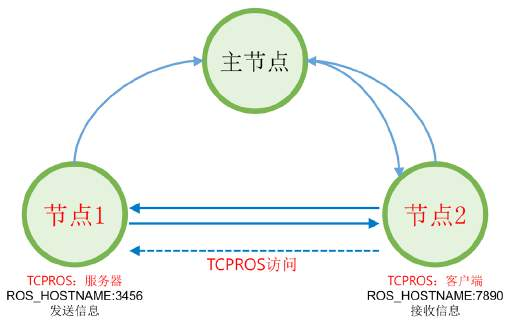 主节点
节点1
节点2
TCPROS访问
TCPROS：服务器
ROS_HOSTNAME:3456
发送信息
TCPROS：客户端
ROS_HOSTNAME:7890
接收信息